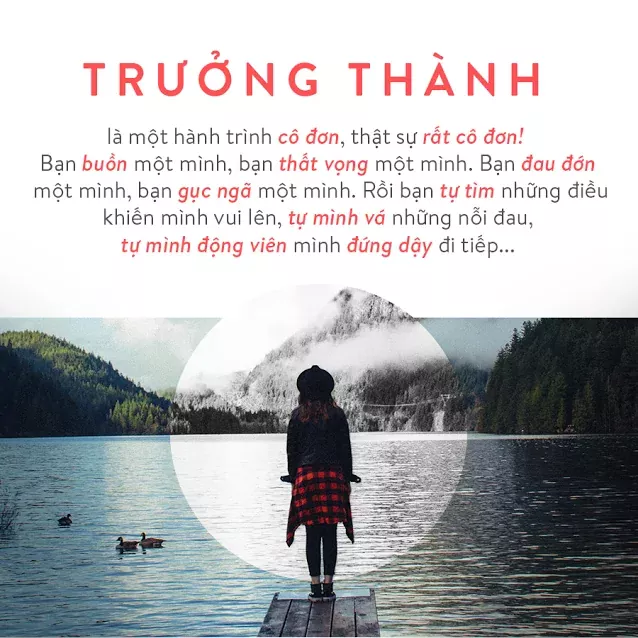 TRƯỞNG THÀNH
là một hành trình cô đơn, thật sự rất cô đơn!
Bạn buồn một mình, bạn thất vọng một mình. Bạn đau đớn
một mình, bạn gục ngã một mình. Rồi bạn tự tìm những điều
khiến mình vui lên, tự mình vá những nỗi đau,
tự mình động viên mình đứng dậy đi tiếp...